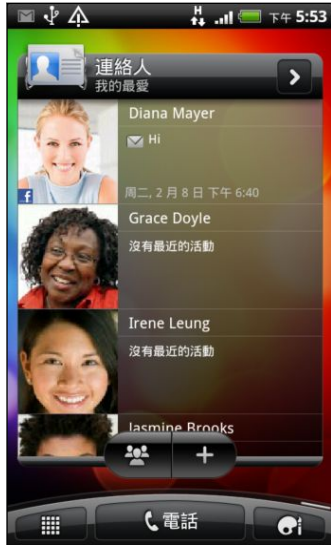 H
下午 5:53
連絡人
我的最愛
Diana Mayer
Hi
周二, 2 月 8 日 下午 6:40
Grace Doyle
沒有最近的活動
Irene Leung
沒有最近的活動
Jasmine Brooks
電話